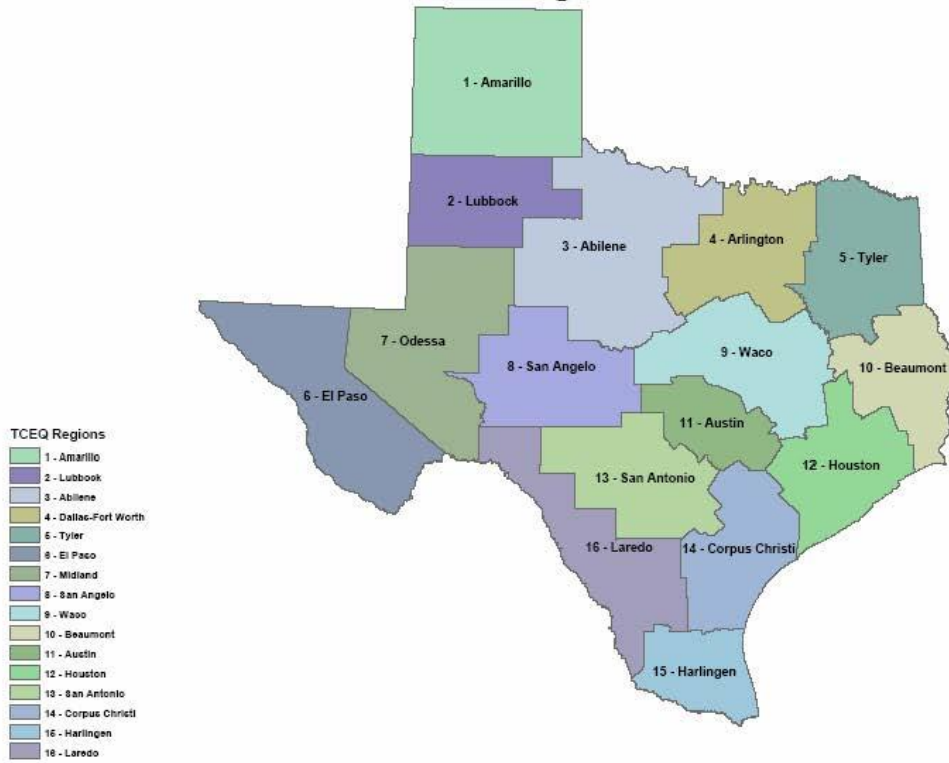 1 - Amarillo
2 - Lubbock
3 - Abilene
4 - Arlington
5 - Tyler
7 - Odessa
9 - Waco
8 - San Angelo
10 - Beaumont
6 - El Paso
11 - Austin
12 - Houston
13 - San Antonio
16 - Laredo
14 - Corpus Christi
15 - Harlingen
TCEQ Regions
1 - Amarillo
2 - Lubbock
3 - Abilene
4 - Dallas-Fort Worth
5 - Tyler
6 - El Paso
7 - Midland
8 - San Angelo
9 - Waco
10 - Beaumont
11 - Austin
12 - Houston
13 - San Antonio
14 - Corpus Christi
15 - Harlingen
16 - Laredo